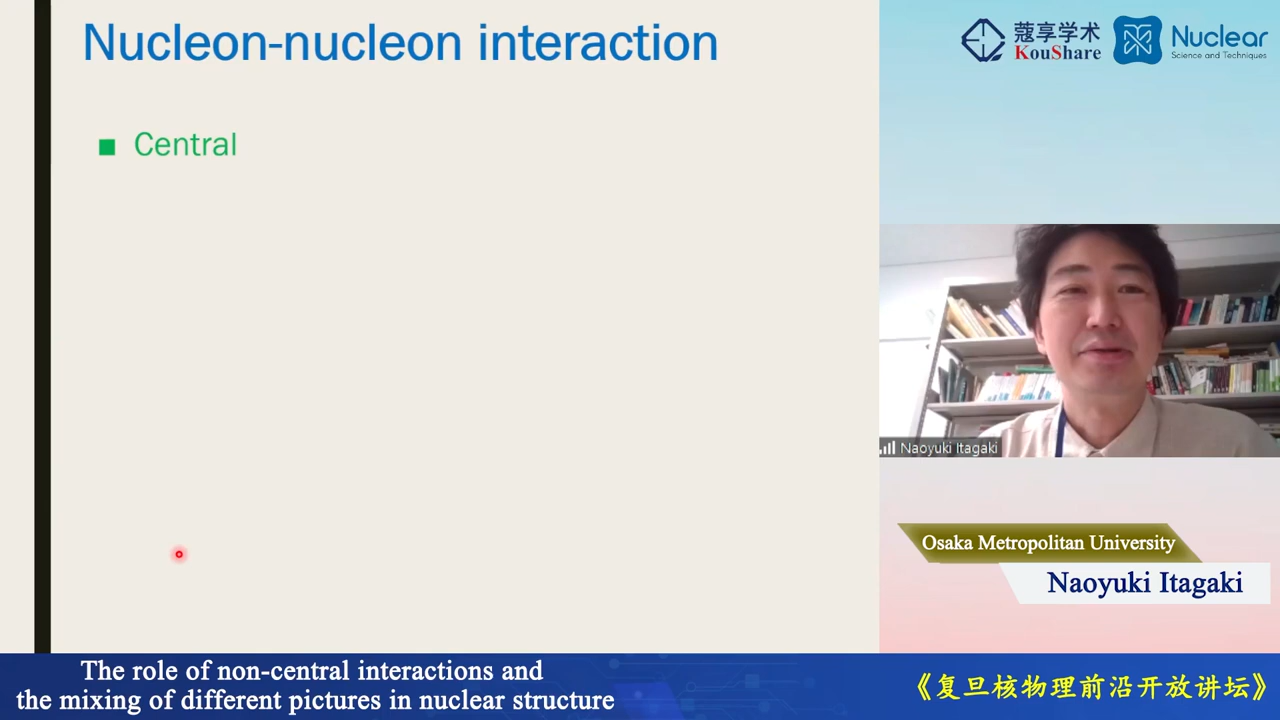 Nucleon-nucleon interaction
Central
蔻享学术
KouShare
Nuclear
Science and Techniques
Naoyuki Itagaki
Osaka Metropolitan University
Naoyuki Itagaki
The role of non-central interactions and
the mixing of different pictures in nuclear structure
《复旦核物理前沿开放讲坛》